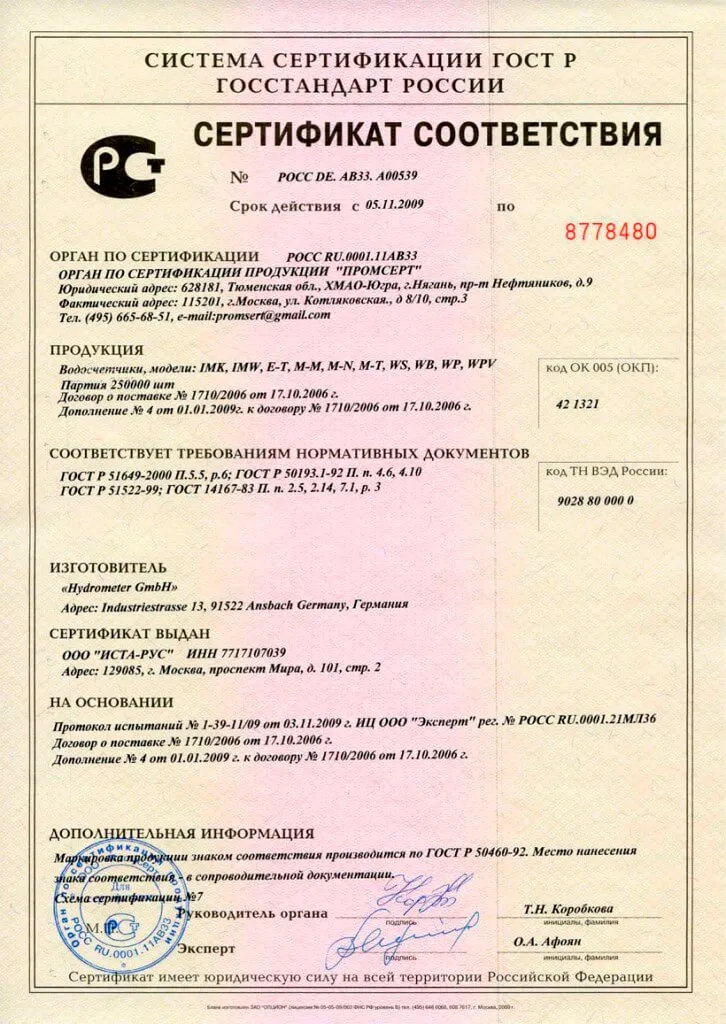 СИСТЕМА СЕРТИФИКАЦИИ ГОСТ Р
ГОССТАНДАРТ РОССИИ
СЕРТИФИКАТ СООТВЕТСТВИЯ
№ РОСС DE. АВ33. А00539
Срок действия с 05.11.2009 по
8778480
ОРГАН ПО СЕРТИФИКАЦИИ РОСС RU.0001.11АВ33
ОРГАН ПО СЕРТИФИКАЦИИ ПРОДУКЦИИ "ПРОМСЕРТ"
Юридический адрес: 628181, Тюменская обл., ХМАО-Югра, г.Нягань, пр-т Нефтяников, д.9
Фактический адрес: 115201, г.Москва, ул. Котляковская., д 8/10, стр.3
Тел. (495) 665-68-51, e-mail:promsert@gmail.com
ПРОДУКЦИЯ
Водосчетчики, модели: IMK, IMW, E-T, M-M, M-N, M-T, WS, WB, WP, WPV
Партия 250000 шт
Договор о поставке № 1710/2006 от 17.10.2006 г.
Дополнение № 4 от 01.01.2009г. к договору № 1710/2006 от 17.10.2006 г.
код ОК 005 (ОКП):
42 1321
СООТВЕТСТВУЕТ ТРЕБОВАНИЯМ НОРМАТИВНЫХ ДОКУМЕНТОВ
ГОСТ Р 51649-2000 П.5.5, р.6; ГОСТ Р 50193.1-92 П. п. 4.6, 4.10
ГОСТ Р 51522-99; ГОСТ 14167-83 П. п. 2.5, 2.14, 7.1, р. 3
код ТН ВЭД России:
9028 80 000 0
ИЗГОТОВИТЕЛЬ
«Hydrometer GmbH»
Адрес: Industriestrasse 13, 91522 Ansbach Germany, Германия
СЕРТИФИКАТ ВЫДАН
ООО "ИСТА-РУС" ИНН 7717107039
Адрес: 129085, г. Москва, проспект Мира, д. 101, стр. 2
НА ОСНОВАНИИ
Протокол испытаний № 1-39-11/09 от 03.11.2009 г. ИЦ ООО "Эксперт" рег. № РОСС RU.0001.21МЛ36
Договор о поставке № 1710/2006 от 17.10.2006 г.
Дополнение № 4 от 01.01.2009 г. к договору № 1710/2006 от 17.10.2006 г.
ДОПОЛНИТЕЛЬНАЯ ИНФОРМАЦИЯ
Маркировка продукции знаком соответствия производится по ГОСТ Р 50460-92. Место нанесения
знака соответствия - в сопроводительной документации.
Схема сертификации №7
Для
М.П.
РОСС RU.0001.11АВ33
Руководитель органа
подпись
Т.Н. Коробкова
инициалы, фамилия
Эксперт
подпись
О.А. Афоян
инициалы, фамилия
Сертификат имеет юридическую силу на всей территории Российской Федерации